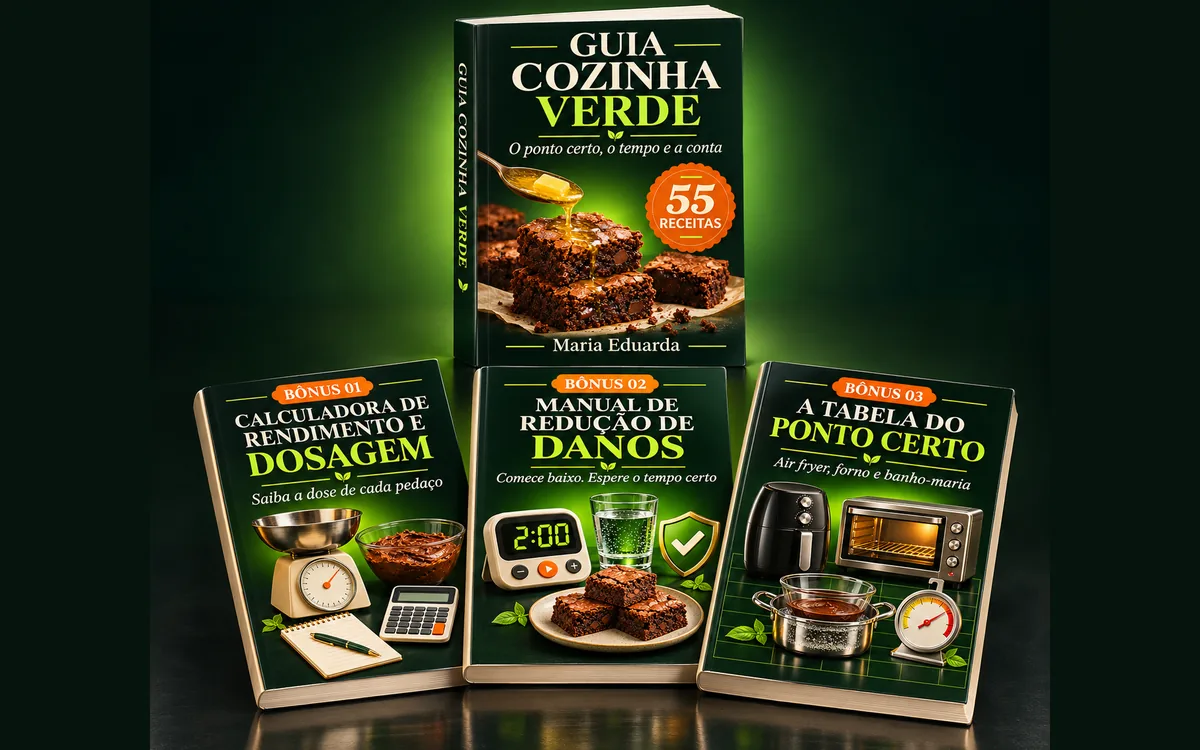 GUIA
COZINHA
VERDE
O ponto certo, o tempo e a conta
55
RECEITAS
Maria Eduarda
GUIA COZINHA VERDE
BÔNUS 01
CALCULADORA DE
RENDIMENTO E
DOSAGEM
Saiba a dose de cada pedaço
BÔNUS 02
MANUAL DE
REDUÇÃO DE
DANOS
Comece baixo. Espere o tempo certo
2:00
BÔNUS 03
A TABELA DO
PONTO CERTO
Air fryer, forno e banho-maria